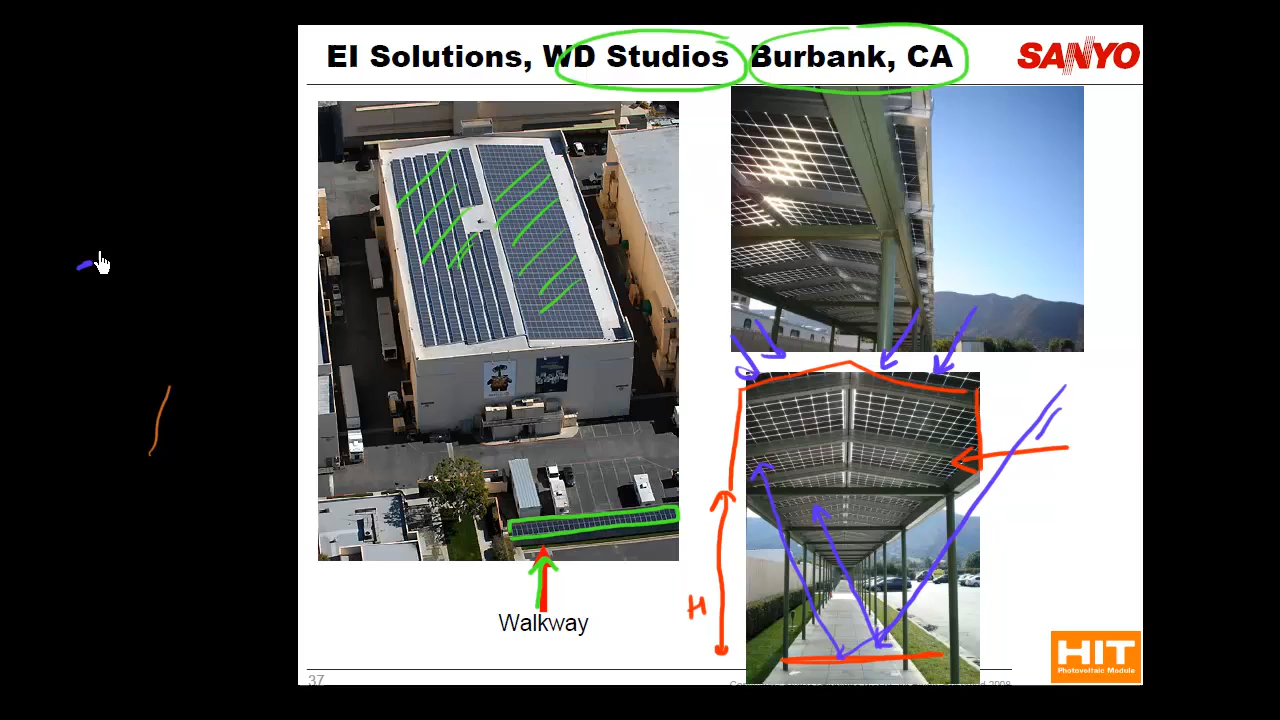 EI Solutions, WD Studios Burbank, CA
SANYO
H
Walkway
HIT
Photovoltaic Module
37